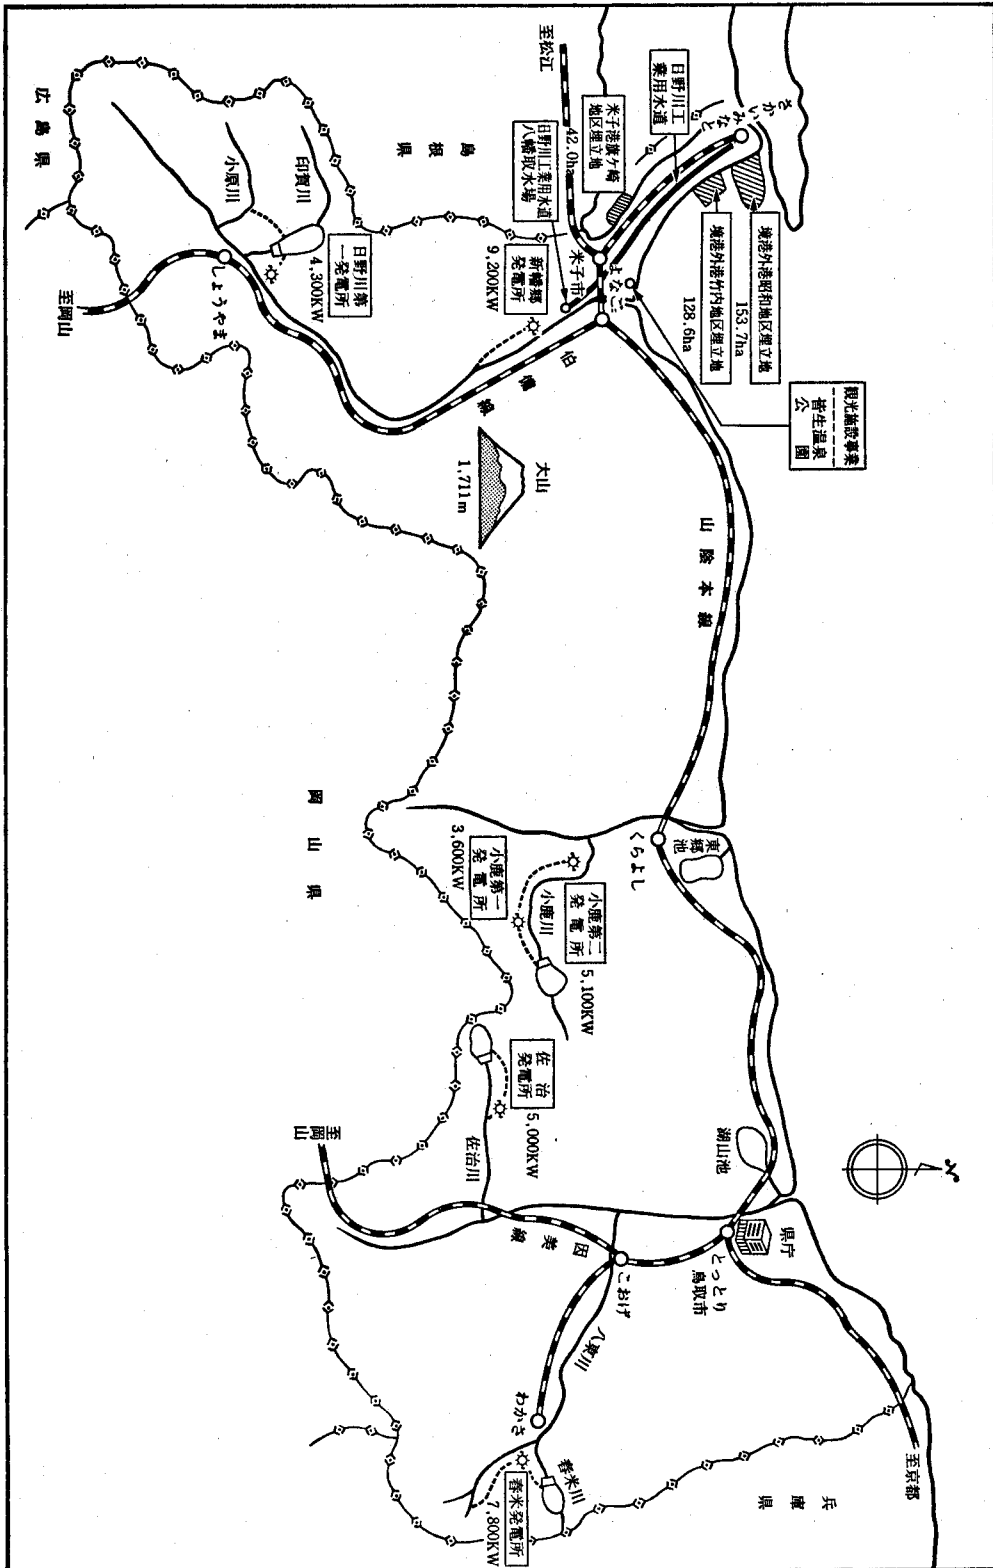 さかいみなと
日野川工
業用水道
境港外港昭和地区埋立地
153.7ha
境港外港竹内地区埋立地
128.6ha
観光施設事業
皆生温泉
公園
米子港旗ケ崎
地区埋立地
42.0ha
至松江
日野川工業用水道
八幡取水場
よなご
米子市
新幡郷
発電所
9,200KW
島根県
日野川第
一発電所
4,300KW
印賀川
小原川
広島県
しょうやま
至岡山
伯備線
大山
1,711m
山陰本線
くらよし
東郷池
小鹿第二
発電所
5,100KW
小鹿川
小鹿第一
発電所
3,600KW
岡山県
佐治
発電所
5,000KW
佐治川
至岡山
湖山池
N
県庁
とっとり
鳥取市
因美線
こおげ
八東川
わかさ
春米川
春米発電所
7,800KW
兵庫県
至京都